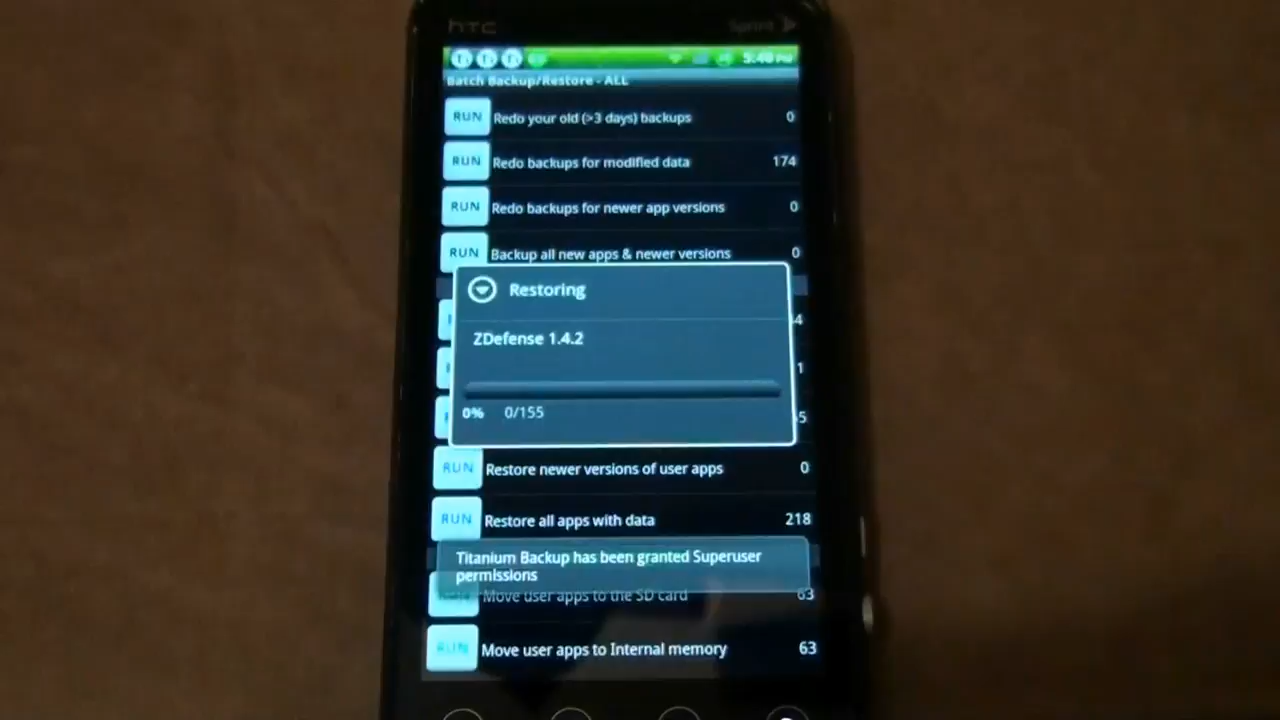 hTC
Sprint
5:40 PM
Batch Backup/Restore - ALL
RUN Redo your old (>3 days) backups 0
RUN Redo backups for modified data 174
RUN Redo backups for newer app versions 0
RUN Backup all new apps & newer versions 0
Restoring
ZDefense 1.4.2
0% 0/155
RUN Restore newer versions of user apps 0
RUN Restore all apps with data 218
Titanium Backup has been granted Superuser
permissions
Move user apps to the SD card 63
RUN Move user apps to Internal memory 63